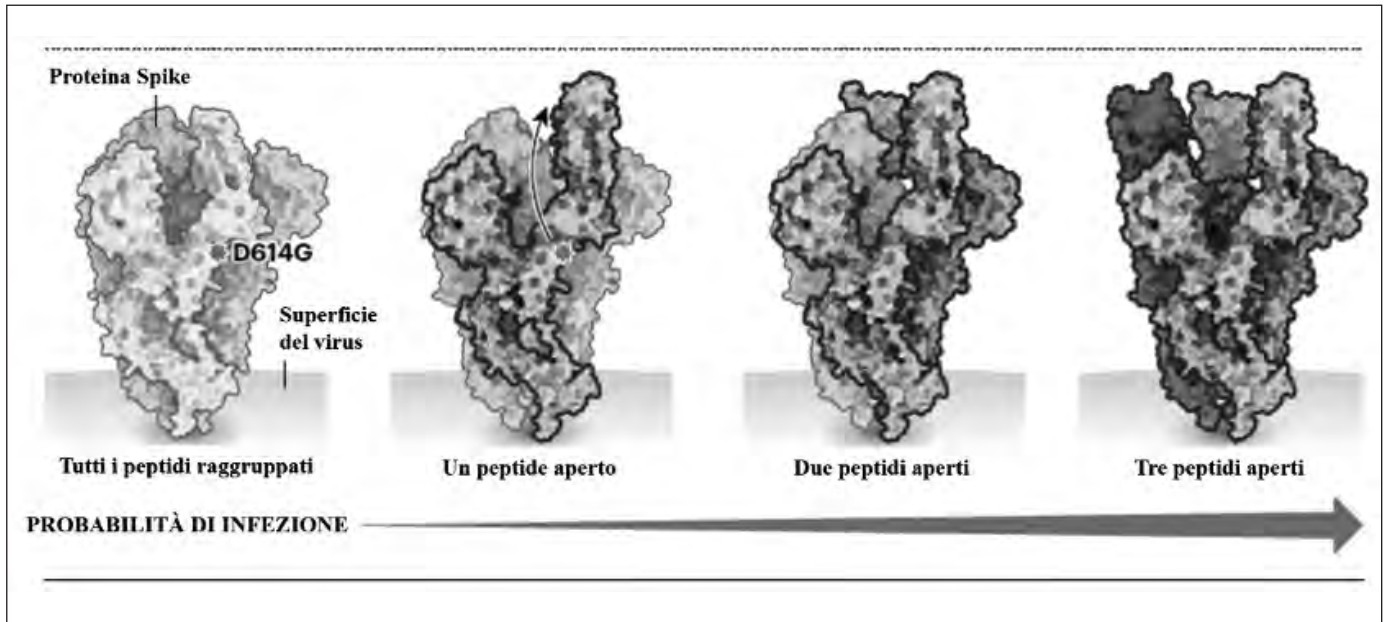 Proteina Spike
D614G
Superficie
del virus
Tutti i peptidi raggruppati
Un peptide aperto
Due peptidi aperti
Tre peptidi aperti
PROBABILITÀ DI INFEZIONE